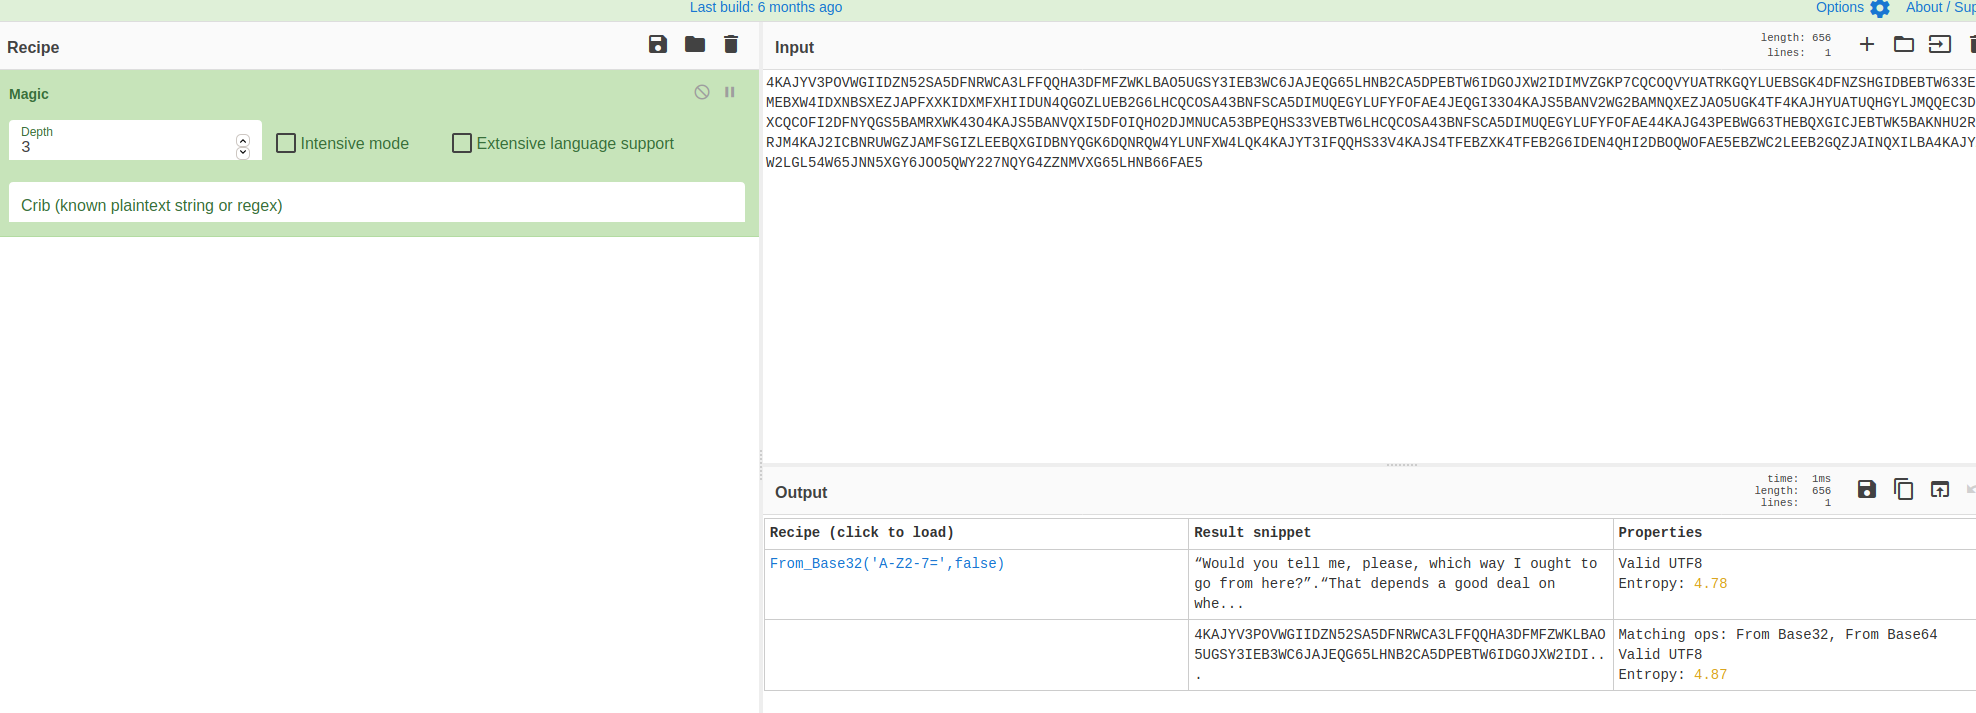 Last build: 6 months ago
Options
About / Sup
Recipe
Magic
Depth
3
Intensive mode
Extensive language support
Crib (known plaintext string or regex)
Input
length: 656
lines: 1
4KAJYV3POVWGIIDZN52SA5DFNRWCA3LFFQQHA3DFMFZWKLBAO5UGSY3IEB3WC6JAJEQG65LHNB2CA5DPEBTW6IDGOJXW2IDIMVZGKP7CQCOQVYUATRKGQYLUEBSGK4DFNZSHGIDBEBTW633E
MEBXW4IDXNBSXEZJAPFXXKIDXMFXHIIDUN4QGOZLUEB2G6LHCQCOSA43BNFSCA5DIMUQEGYLUFYFOFAE4JEQGI33O4KAJS5BANV2WG2BAMNQXEZJAO5UGK4TF4KAJHYUATUQHGYLJMQQEC3D
XCQCOFI2DFNYQGS5BAMRXWK43O4KAJS5BANVQXI5DFOIQHO2DJMNUCA53BPEQHS33VEBTW6LHCQCOSA43BNFSCA5DIMUQEGYLUFYFOFAE44KAJG43PEBWG63THEBQXGICJEBTWK5BAKNHU2R
RJM4KAJ2ICBNRUWGZJAMFSGIZLEEBQXGIDBNYQGK6DQNRQW4YLUNFXW4LQK4KAJYT3IFQQHS33V4KAJS4TFEBZXK4TFEB2G6IDEN4QHI2DBOQWOFAE5EBZWC2LEEB2GQZJAINQXILBA4KAJY
W2LGL54W65JNN5XGY6JOO5QWY227NQYG4ZZNMVXG65LHNB66FAE5
Output
time: 1ms
length: 656
lines: 1
Recipe (click to load)
Result snippet
Properties
From_Base32('A-Z2-7=',false)
“Would you tell me, please, which way I ought to
go from here?”.“That depends a good deal on
whe...
Valid UTF8
Entropy: 4.78
4KAJYV3POVWGIIDZN52SA5DFNRWCA3LFFQQHA3DFMFZWKLBAO
5UGSY3IEB3WC6JAJEQG65LHNB2CA5DPEBTW6IDGOJXW2IDI..
.
Matching ops: From Base32, From Base64
Valid UTF8
Entropy: 4.87